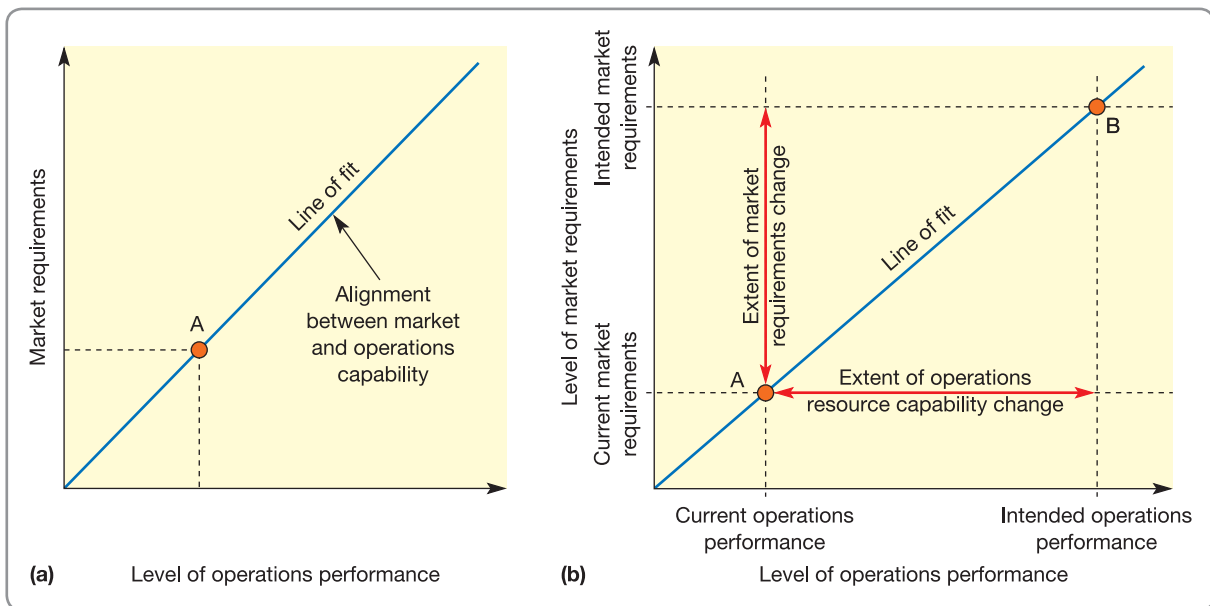 Market requirements
A
Line of fit
Alignment
between market
and operations
capability
(a)
Level of operations performance
Level of market requirements
Intended market
requirements
Current market
requirements
Extent of market
requirements change
B
Line of fit
A
Extent of operations
resource capability change
Current operations
performance
Intended operations
performance
(b)
Level of operations performance